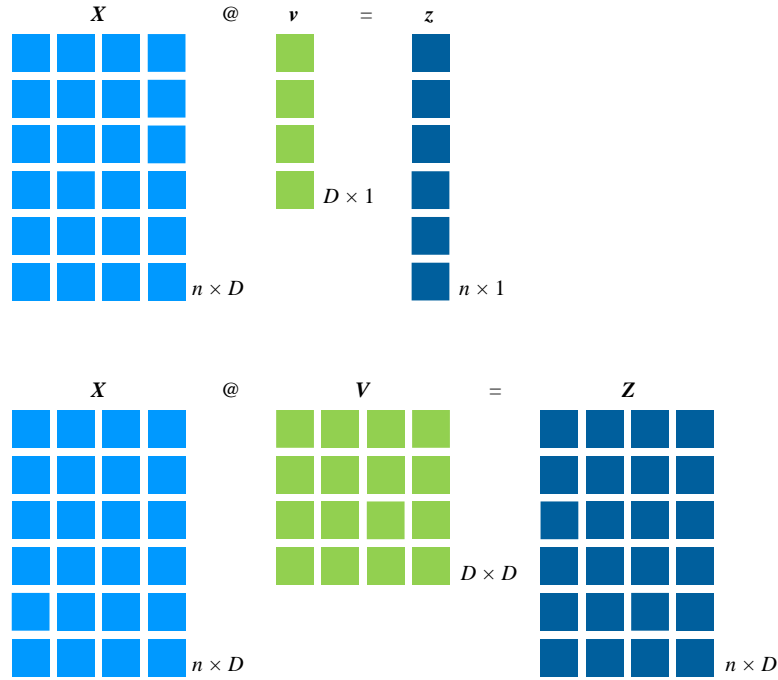 X @ v = z
D × 1
n × D
n × 1
X @ V = Z
D × D
n × D
n × D